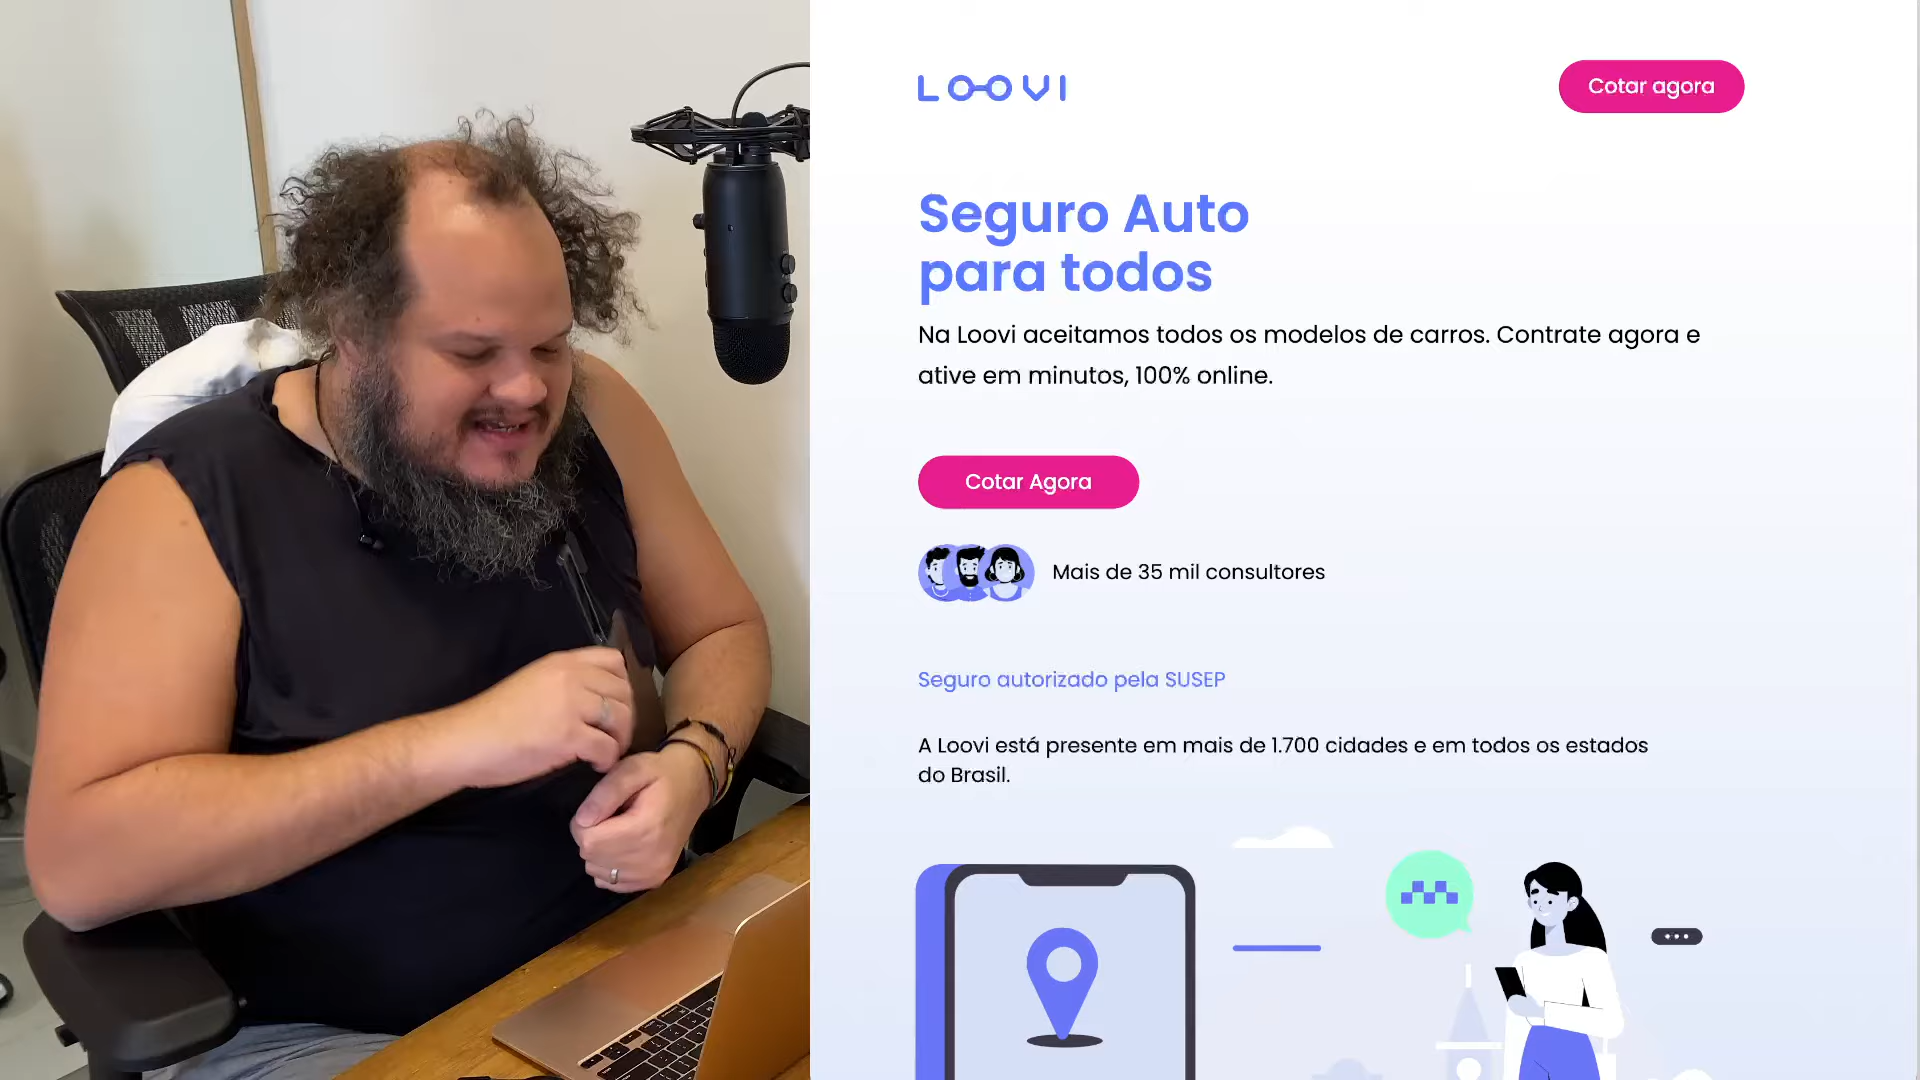 LOOVI
Cotar agora
Seguro Auto
para todos
Na Loovi aceitamos todos os modelos de carros. Contrate agora e
ative em minutos, 100% online.
Cotar Agora
Mais de 35 mil consultores
Seguro autorizado pela SUSEP
A Loovi está presente em mais de 1.700 cidades e em todos os estados
do Brasil.